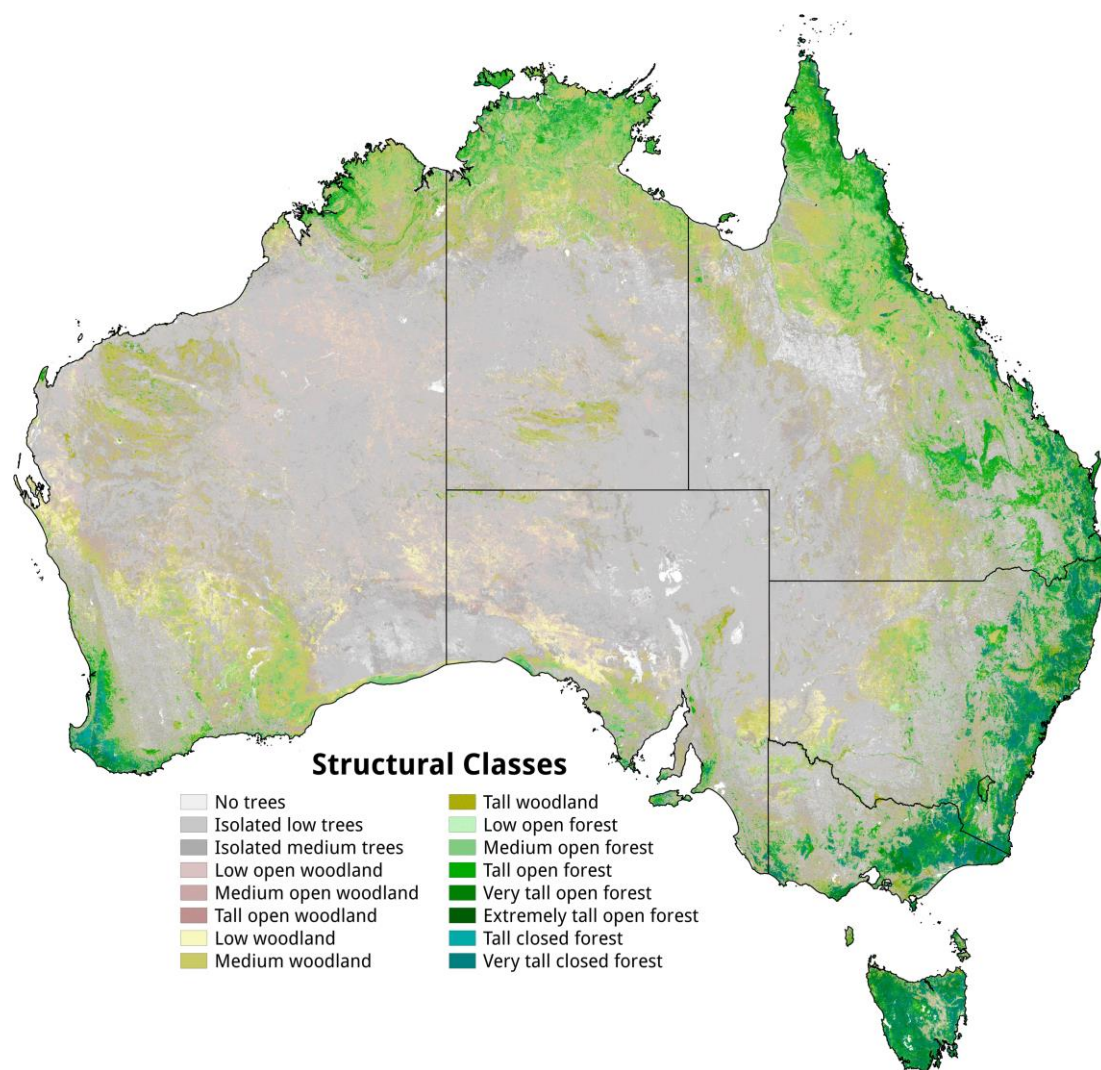 Structural Classes
No trees
Isolated low trees
Isolated medium trees
Low open woodland
Medium open woodland
Tall open woodland
Low woodland
Medium woodland
Tall woodland
Low open forest
Medium open forest
Tall open forest
Very tall open forest
Extremely tall open forest
Tall closed forest
Very tall closed forest